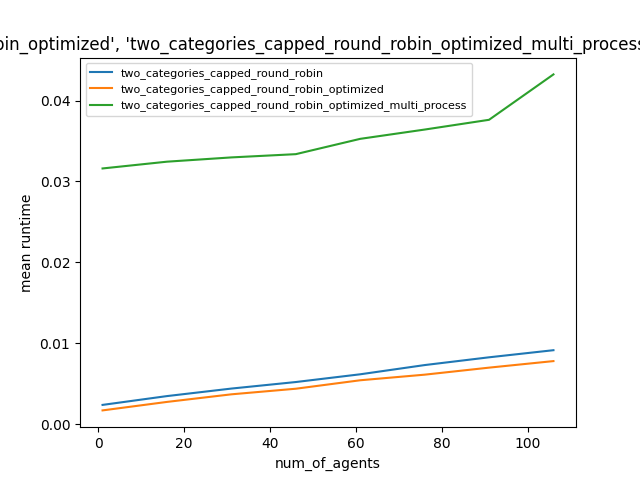 oin_optimized', 'two_categories_capped_round_robin_optimized_multi_process
two_categories_capped_round_robin
two_categories_capped_round_robin_optimized
two_categories_capped_round_robin_optimized_multi_process
0.04
0.03
0.02
0.01
0.00
mean runtime
0 20 40 60 80 100
num_of_agents